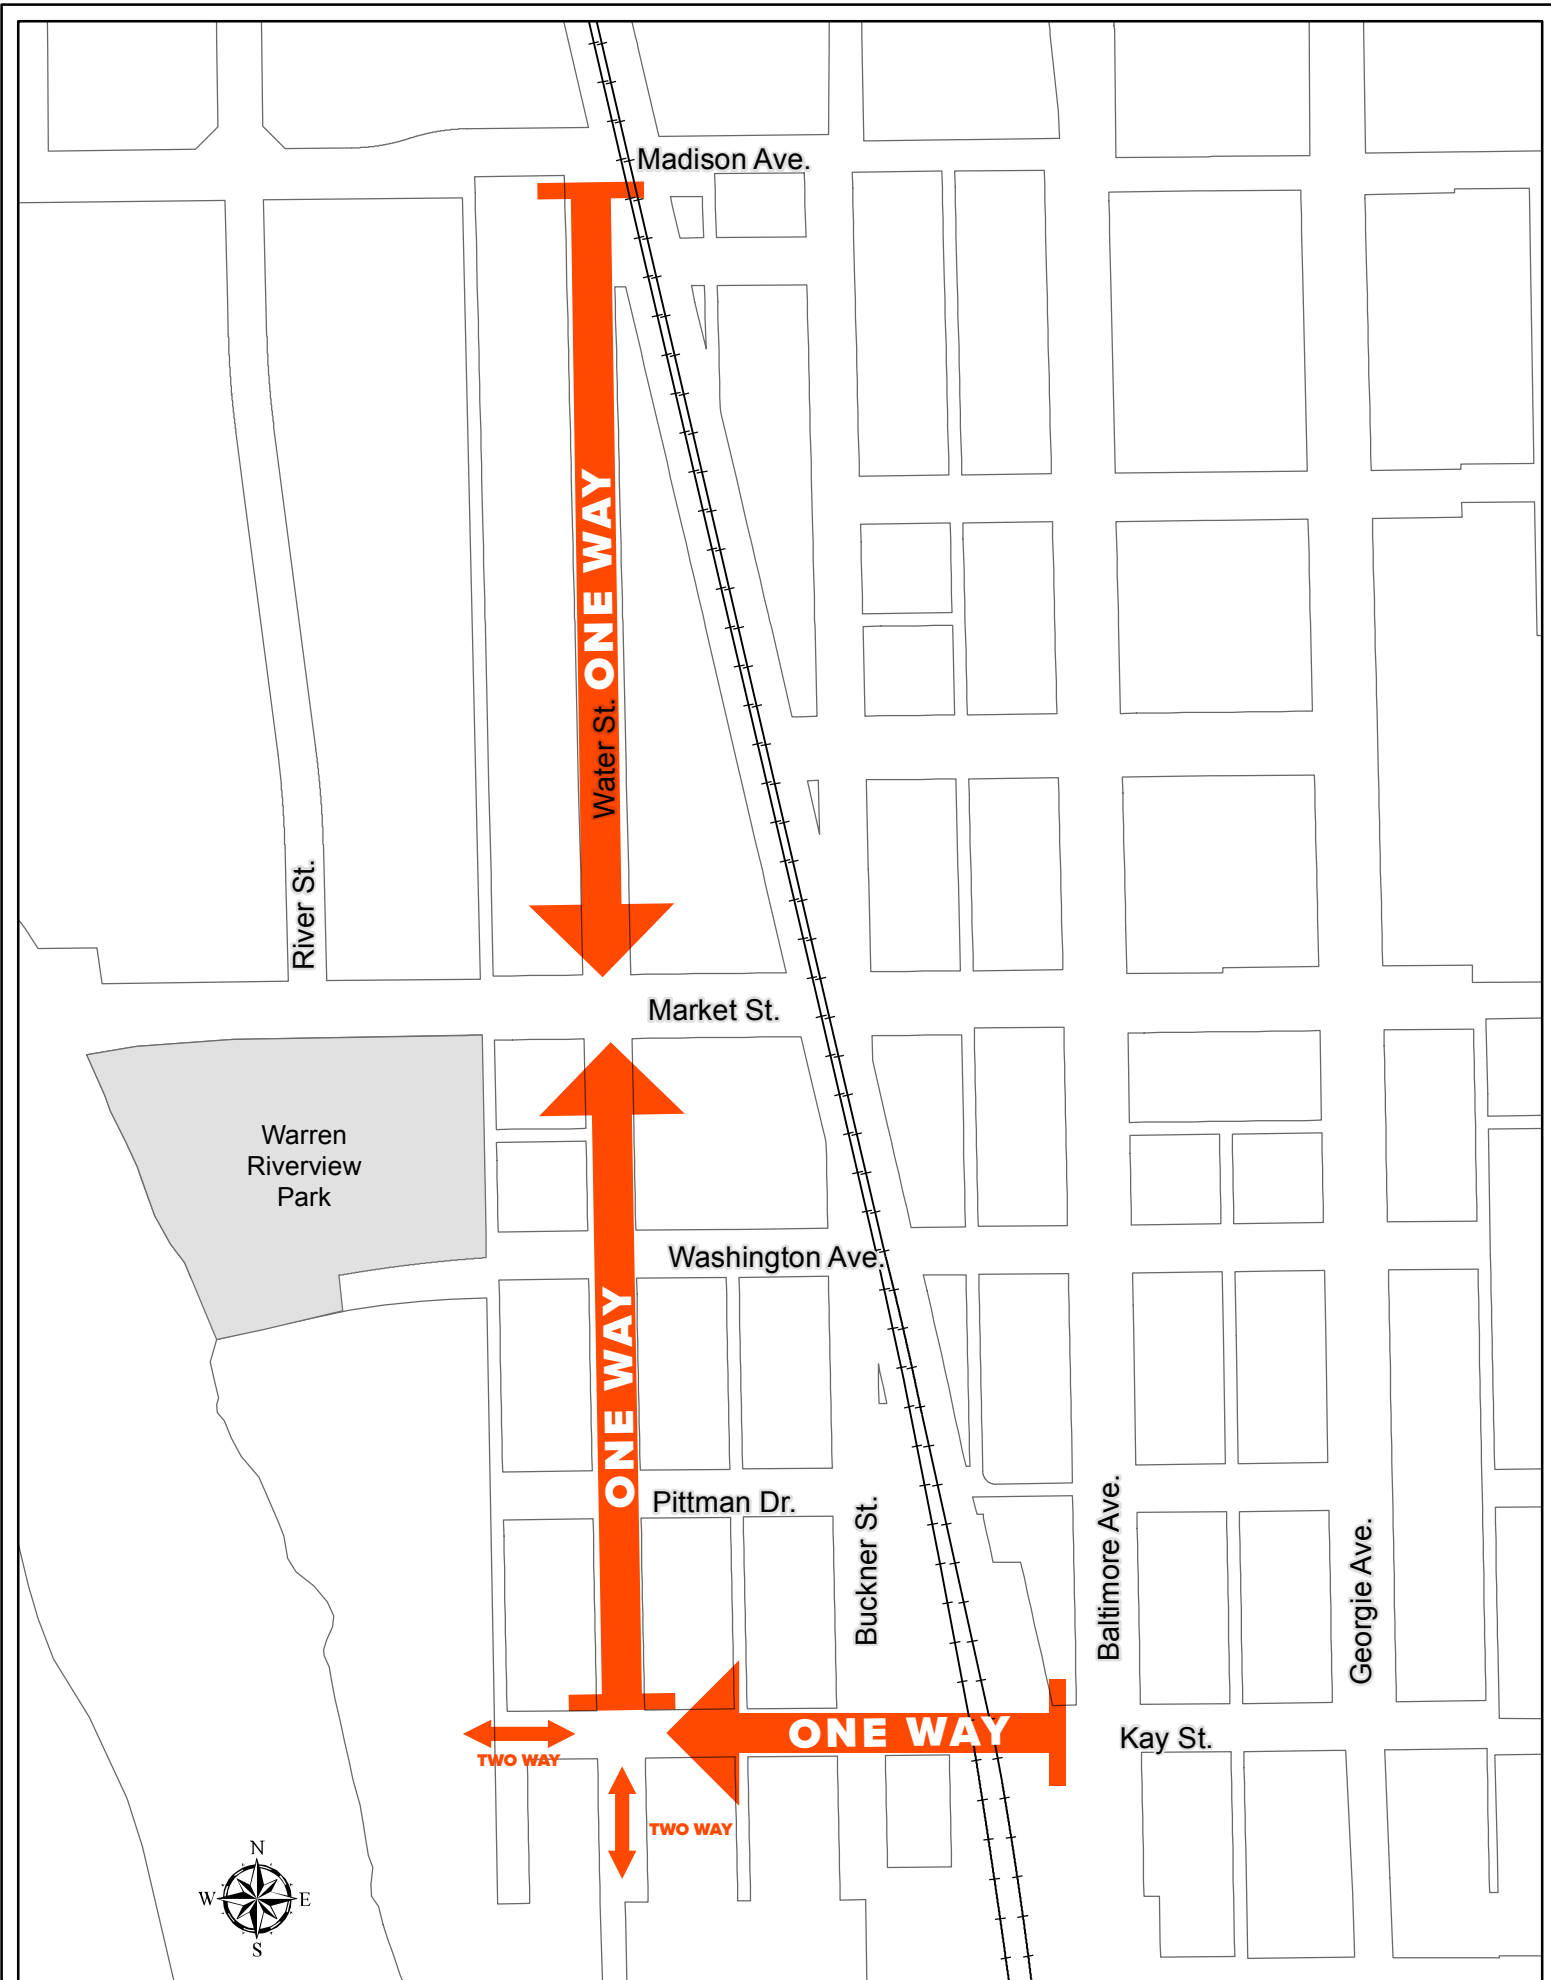 Madison Ave.
ONE WAY
Water St.
River St.
Market St.
Warren
Riverview
Park
Washington Ave.
ONE WAY
Pittman Dr.
Buckner St.
Baltimore Ave.
Georgie Ave.
ONE WAY
Kay St.
TWO WAY
TWO WAY
N
W
E
S